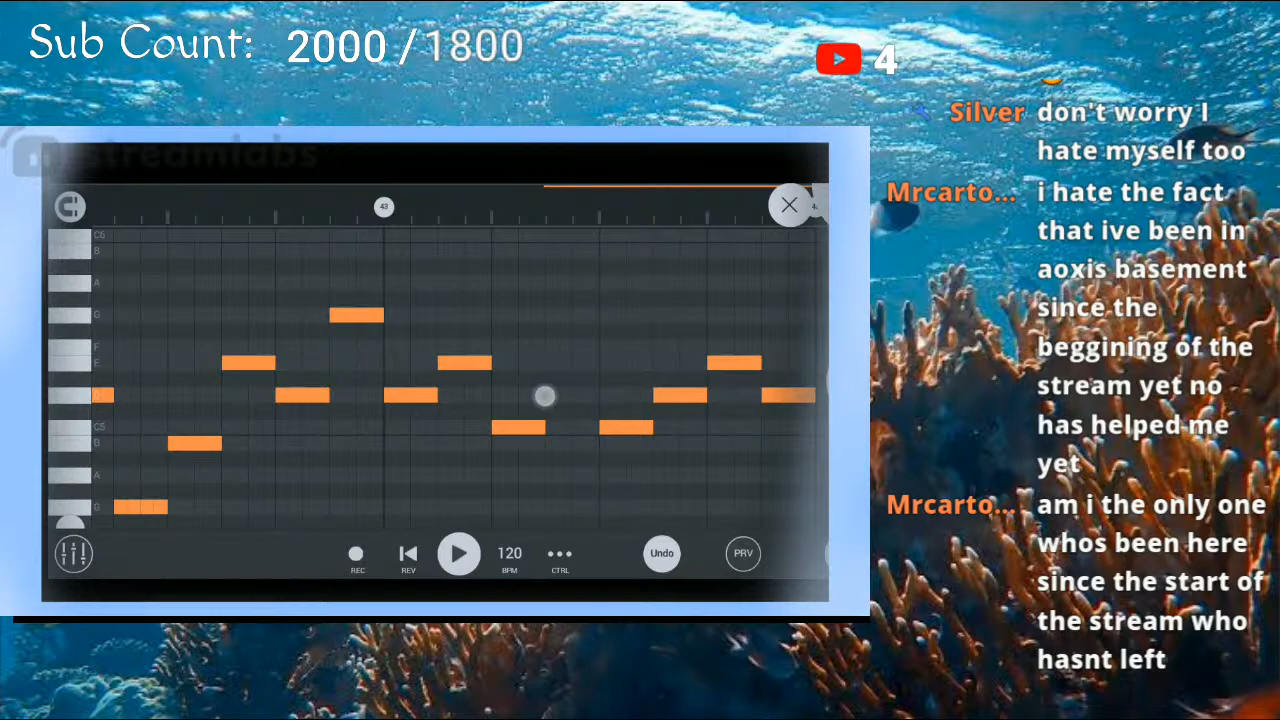 Sub Count: 2000 / 1800
4
Silver don't worry I
hate myself too
Mrcarto... i hate the fact
that ive been in
aoxis basement
since the
beggining of the
stream yet no
has helped me
yet
Mrcarto... am i the only one
whos been here
since the start of
the stream who
hasnt left
streamlabs
43
C5
B
A
G
F
E
C5
B
A
G
120
Undo
PRV
REC
REV
BPM
CTRL